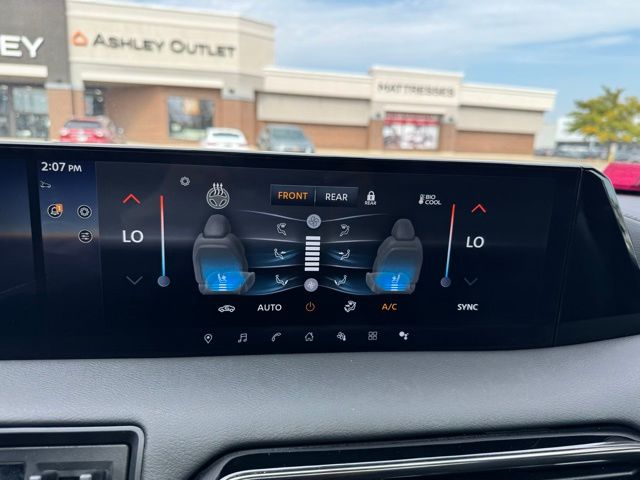 EY
ASHLEY OUTLET
MATTRESSES
2:07 PM
FRONT REAR
REAR
BIO COOL
LO
LO
AUTO
A/C
SYNC